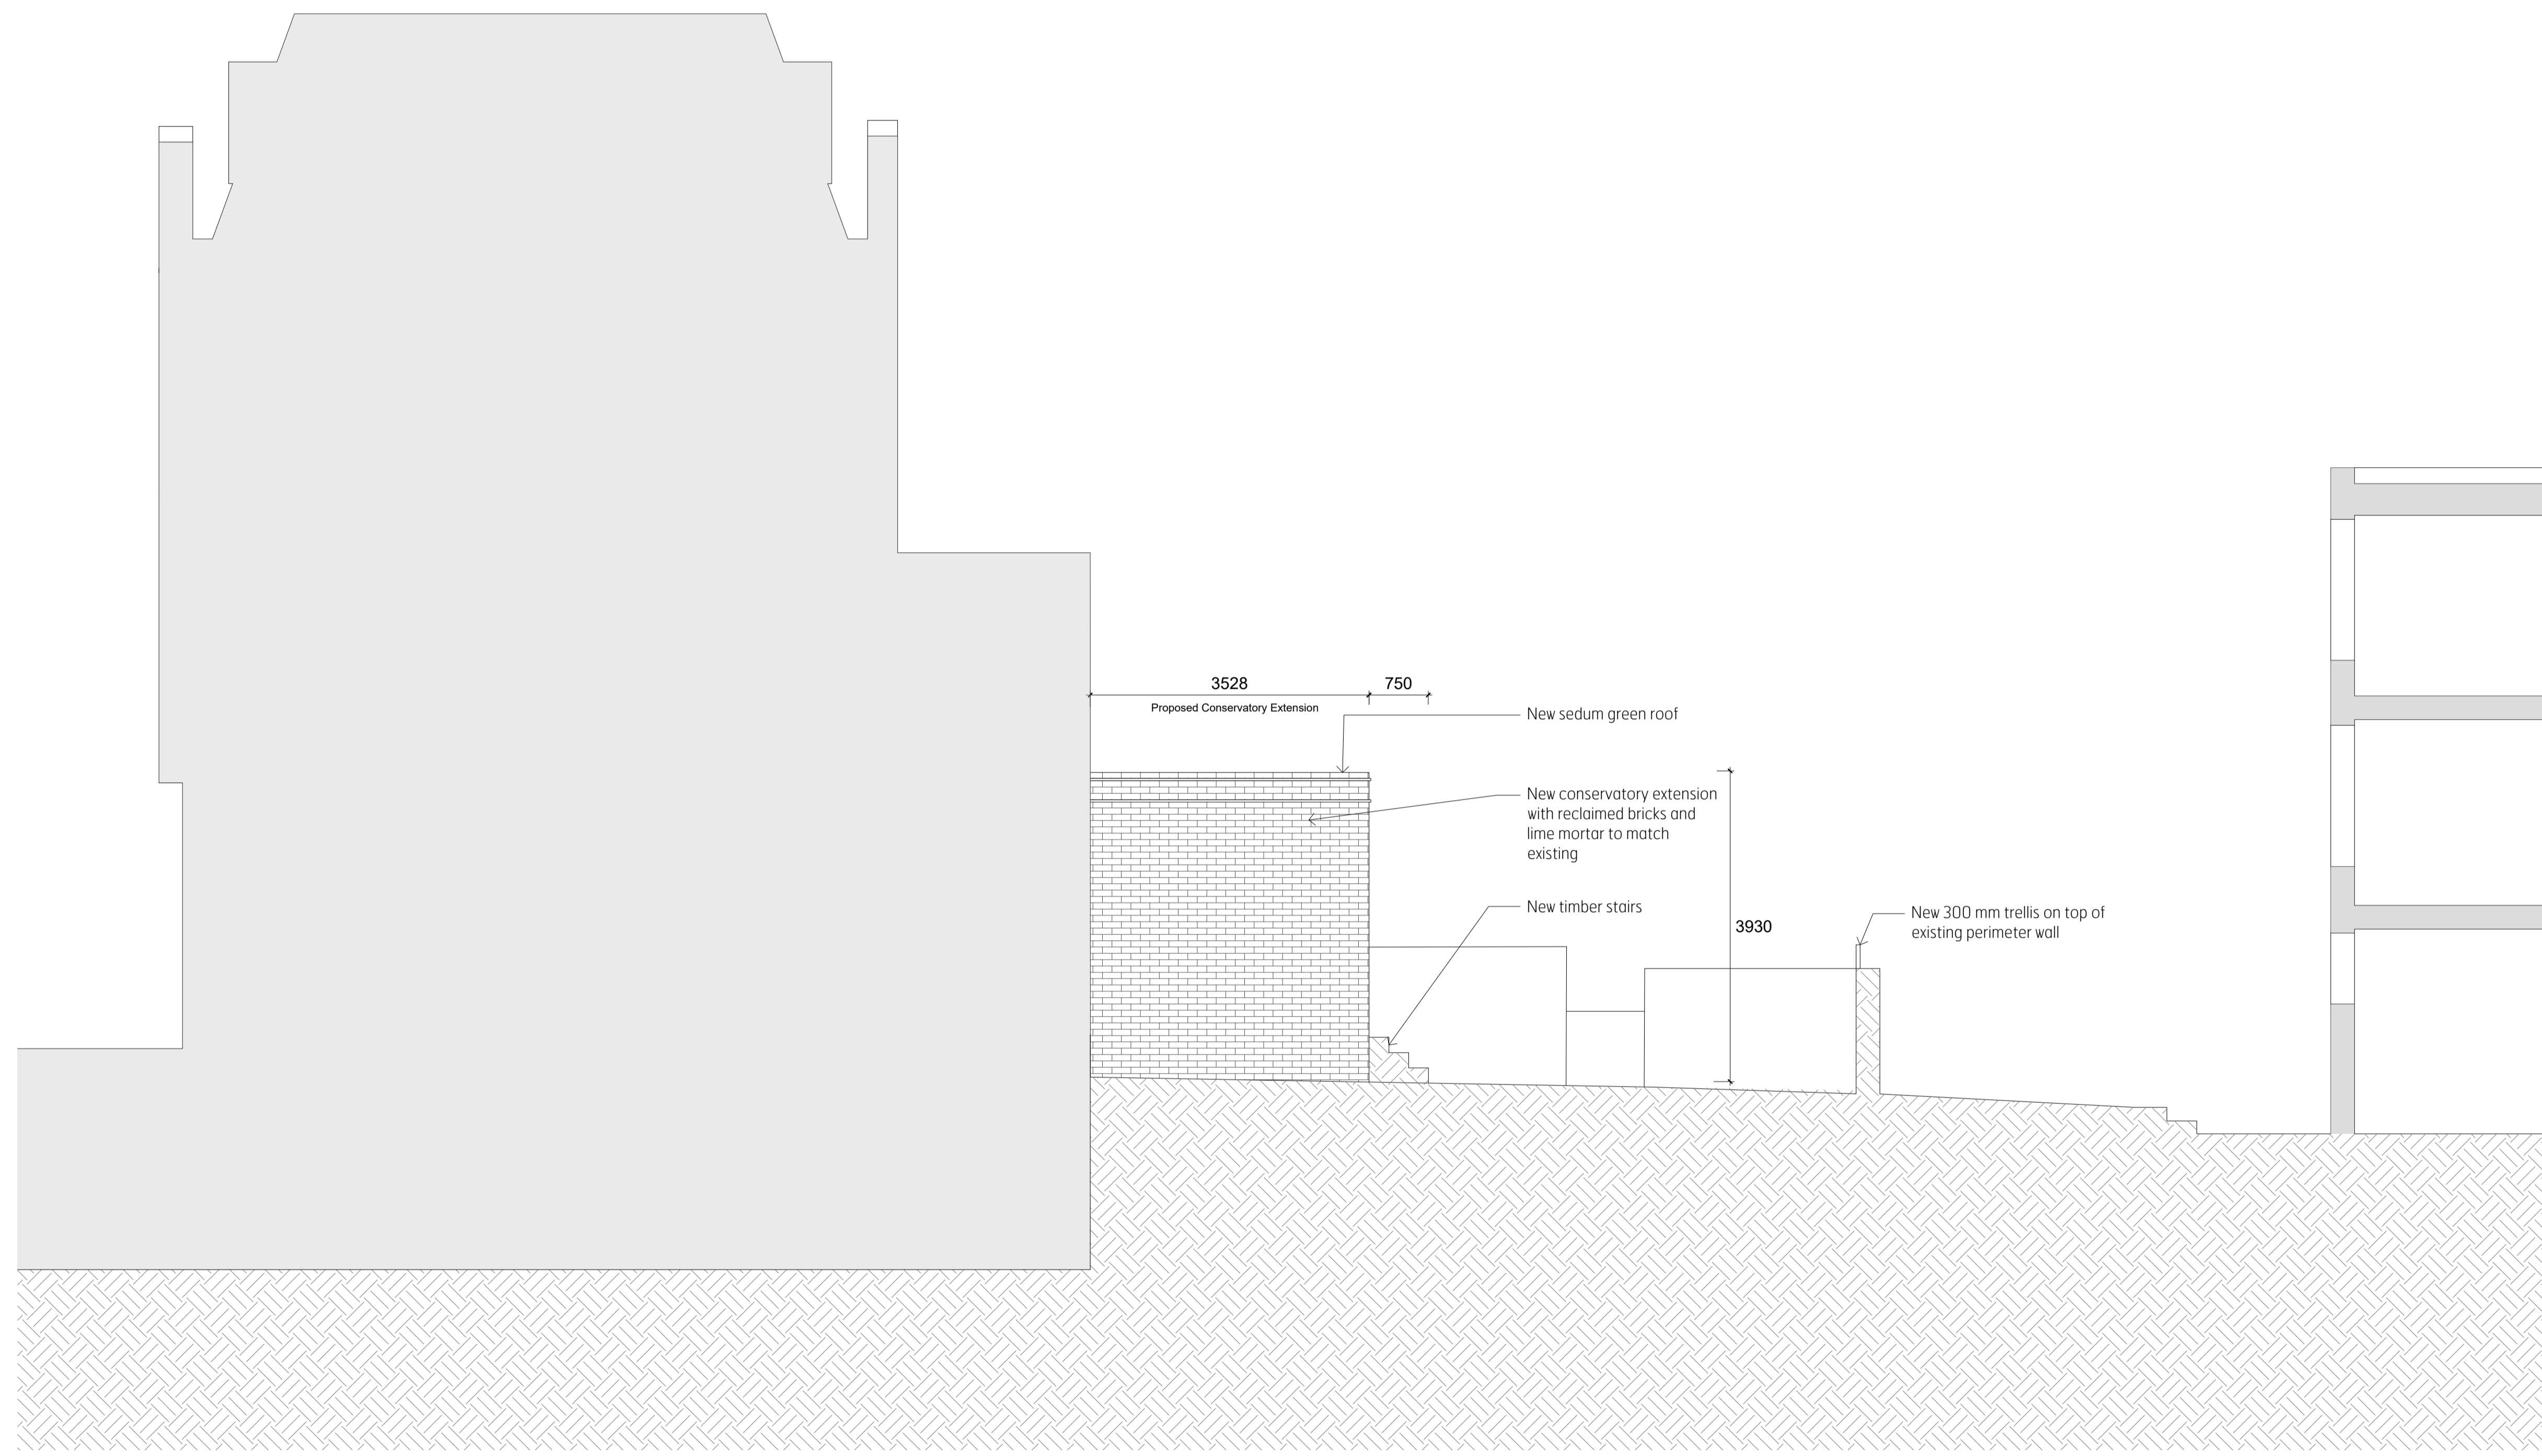 3528
750
Proposed Conservatory Extension
New sedum green roof
New conservatory extension
with reclaimed bricks and
lime mortar to match
existing
New timber stairs
3930
New 300 mm trellis on top of
existing perimeter wall